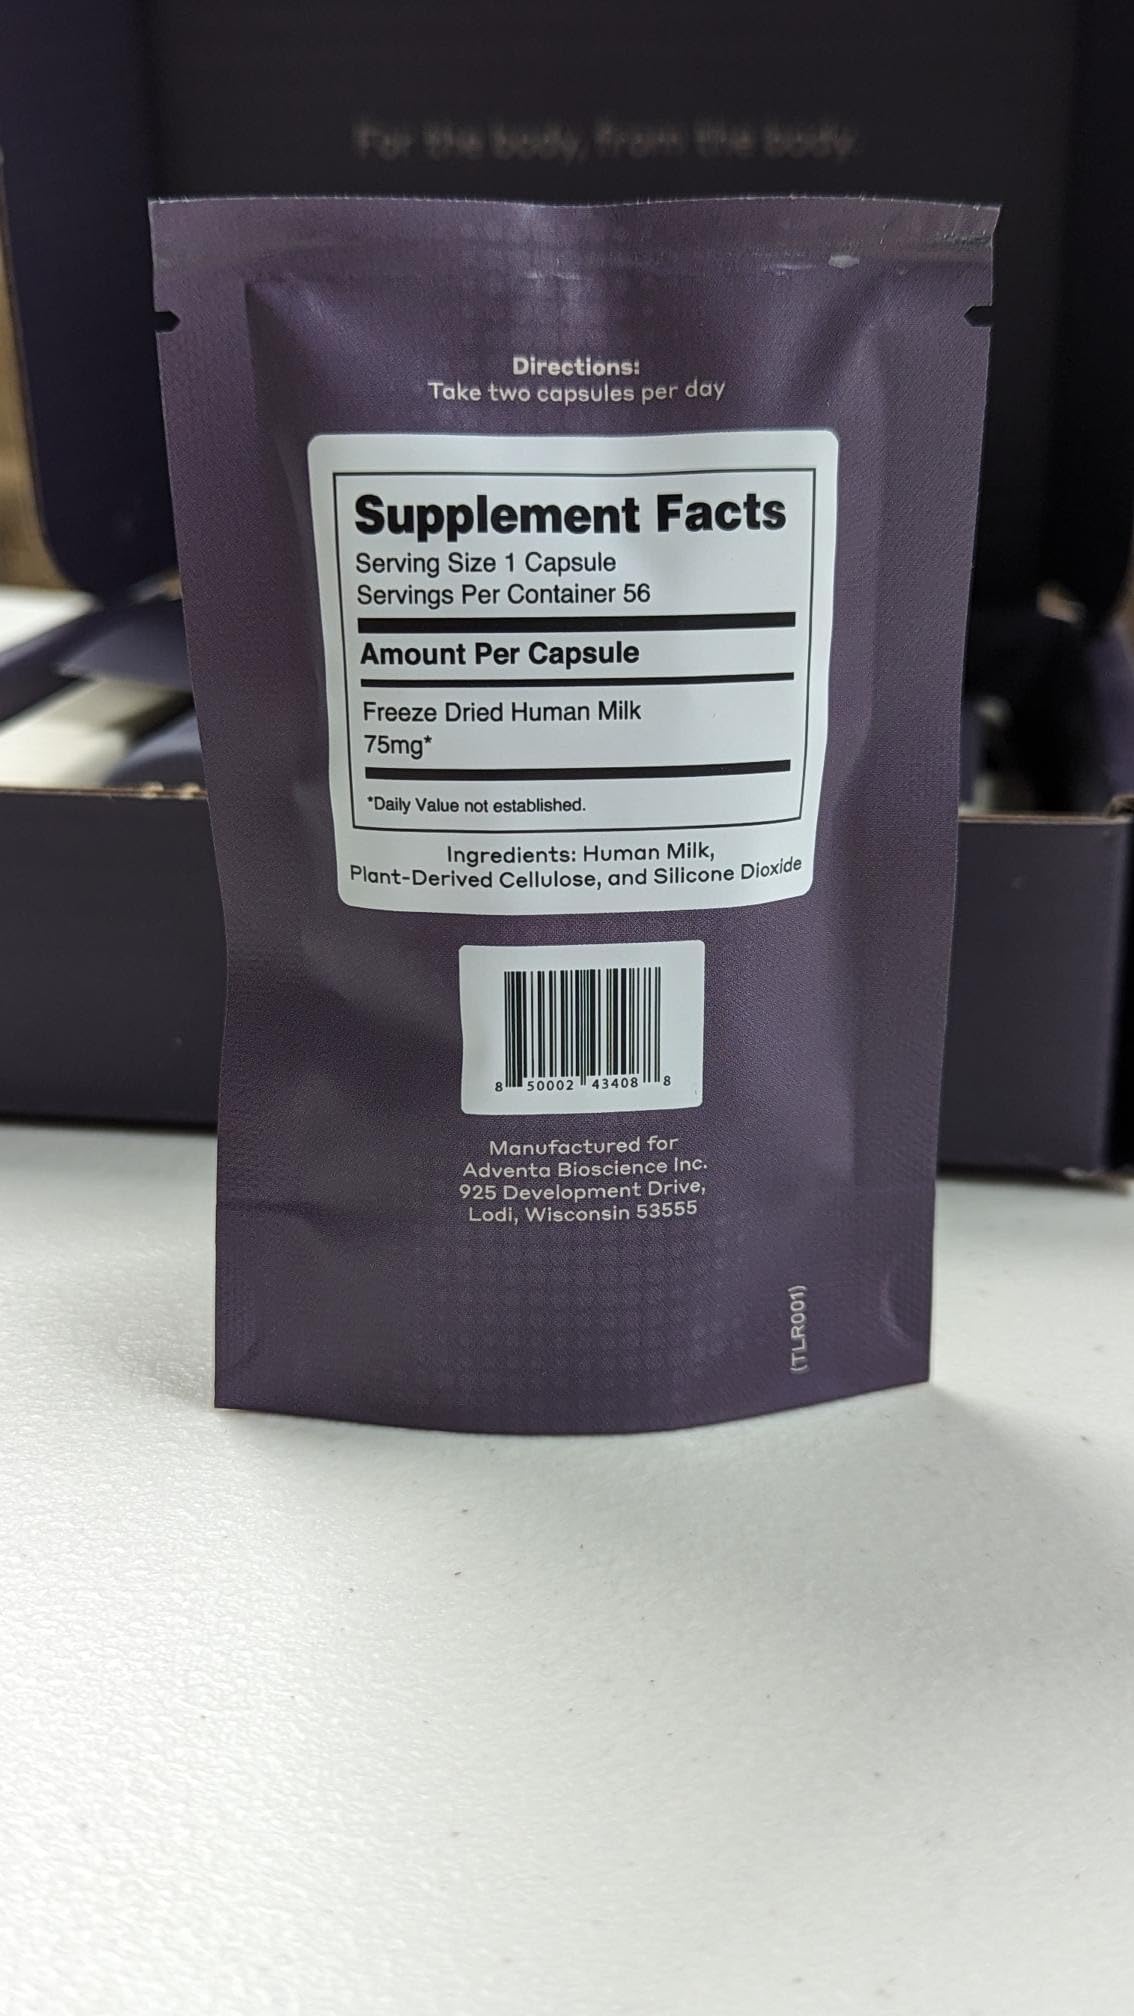 For the body, from the body.
Directions:
Take two capsules per day
Supplement Facts
Serving Size 1 Capsule
Servings Per Container 56
Amount Per Capsule
Freeze Dried Human Milk
75mg*
*Daily Value not established.
Ingredients: Human Milk,
Plant-Derived Cellulose, and Silicone Dioxide
8 50002 43408 8
Manufactured for
Adventa Bioscience Inc.
925 Development Drive,
Lodi, Wisconsin 53555
(TLR001)